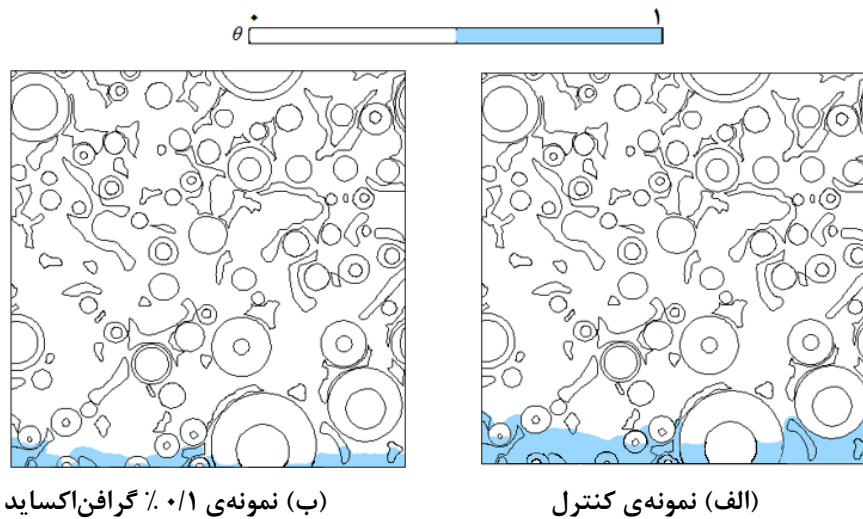 θ ۰ ۱
(الف) نمونه‌ی کنترل
(ب) نمونه‌ی ۰/۱ ٪ گرافن‌اکساید